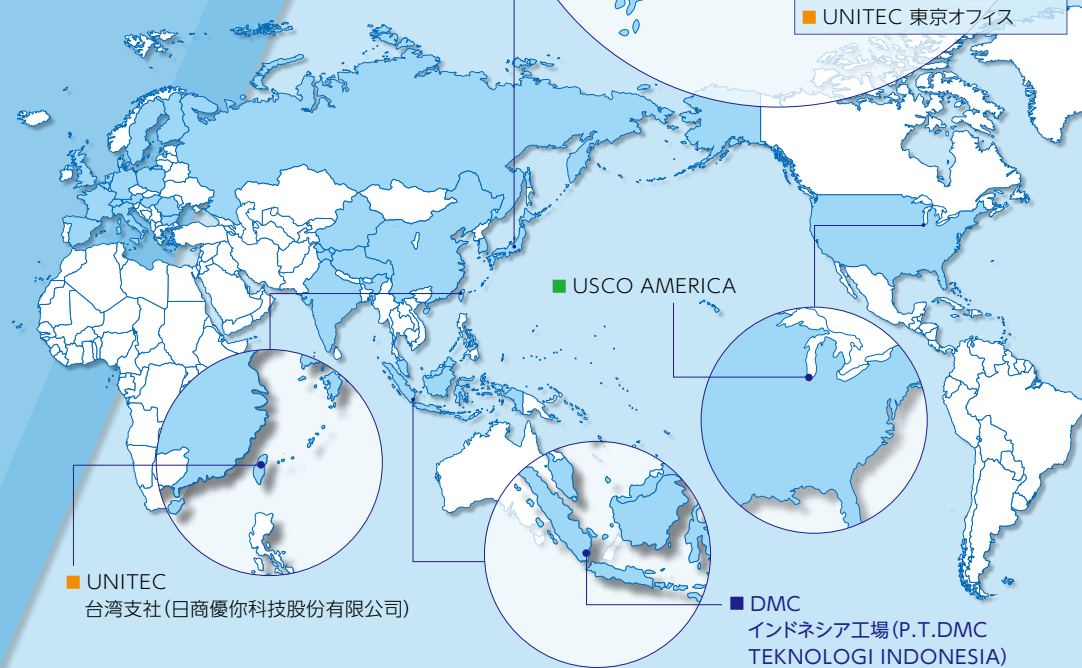 ■ UNITEC 東京オフィス
■ USCO AMERICA
■ UNITEC
台湾支社(日商優你科技股份有限公司)
■ DMC
インドネシア工場(P.T.DMC
TEKNOLOGI INDONESIA)